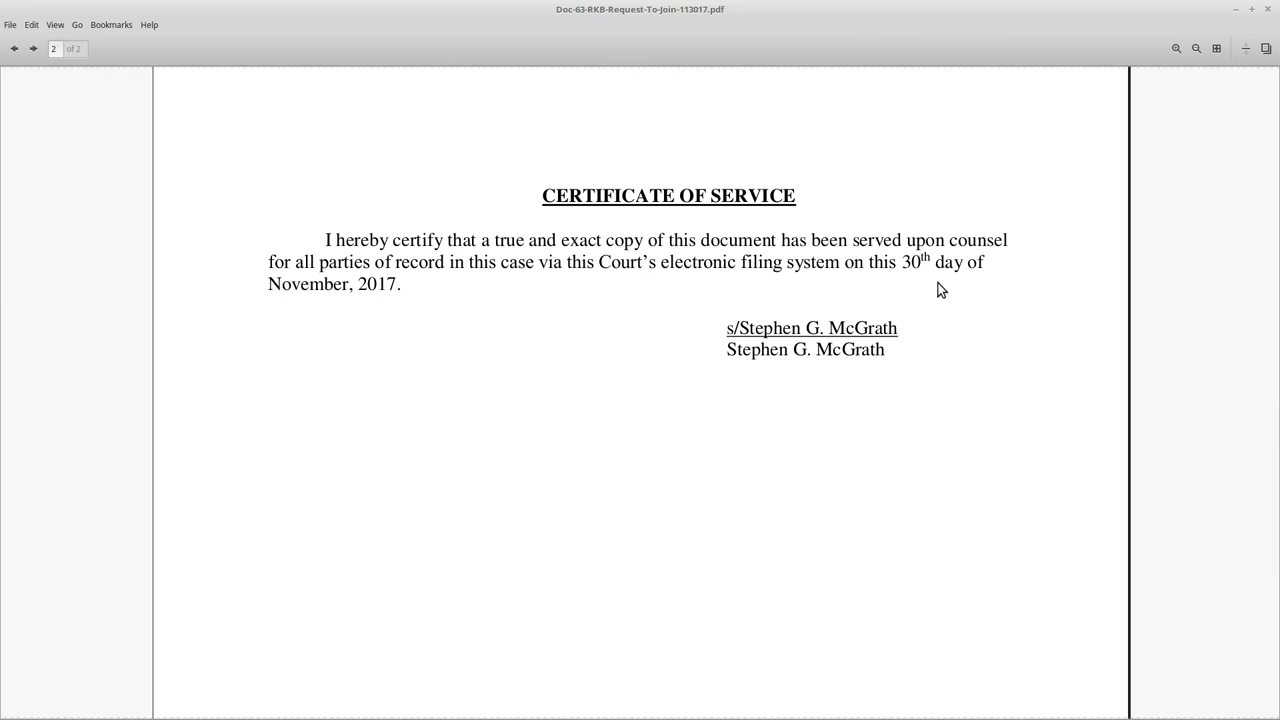 Doc-63-RKB-Request-To-Join-113017.pdf
File Edit View Go Bookmarks Help
2 of 2
CERTIFICATE OF SERVICE
I hereby certify that a true and exact copy of this document has been served upon counsel
for all parties of record in this case via this Court’s electronic filing system on this 30th day of
November, 2017.
s/Stephen G. McGrath
Stephen G. McGrath